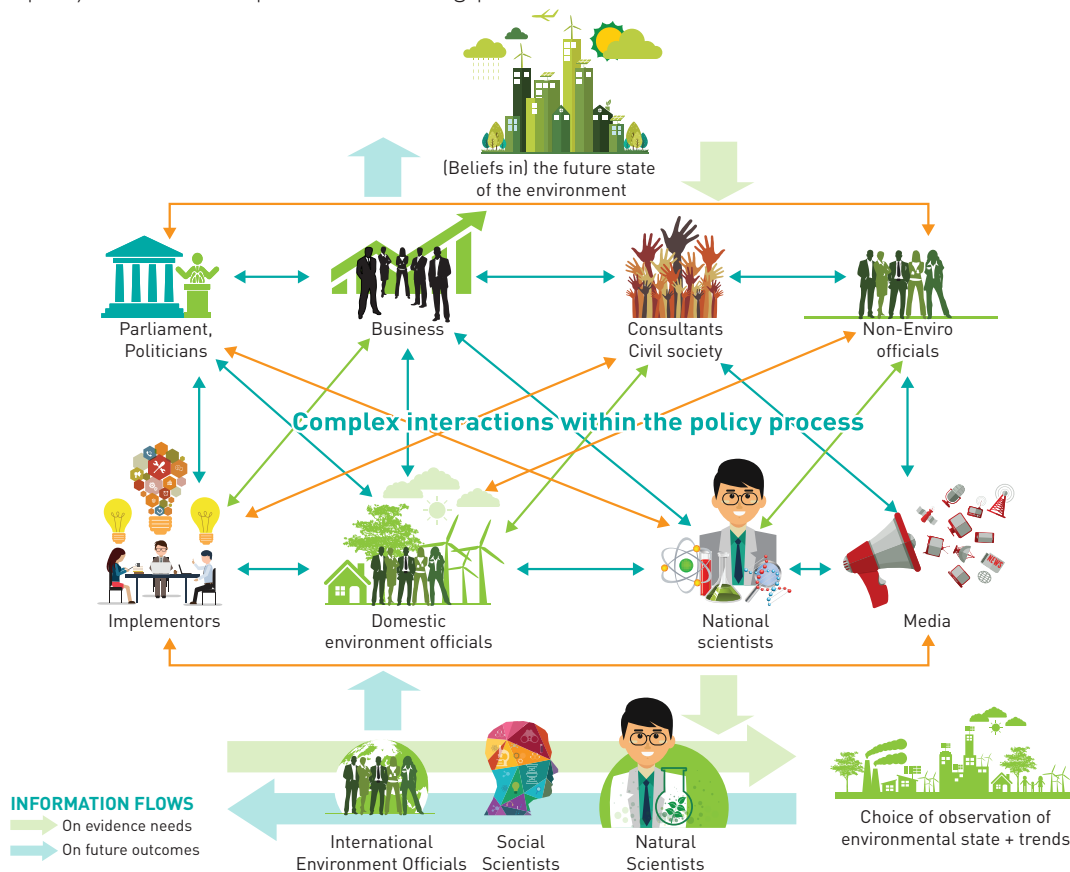 (Beliefs in) the future state
of the environment
Parliament,
Politicians
Business
Consultants
Civil society
Non-Enviro
officials
Complex interactions within the policy process
Implementors
Domestic
environment officials
National
scientists
Media
NEWS
INFORMATION FLOWS
On evidence needs
On future outcomes
International
Environment Officials
Social
Scientists
Natural
Scientists
Choice of observation of
environmental state + trends